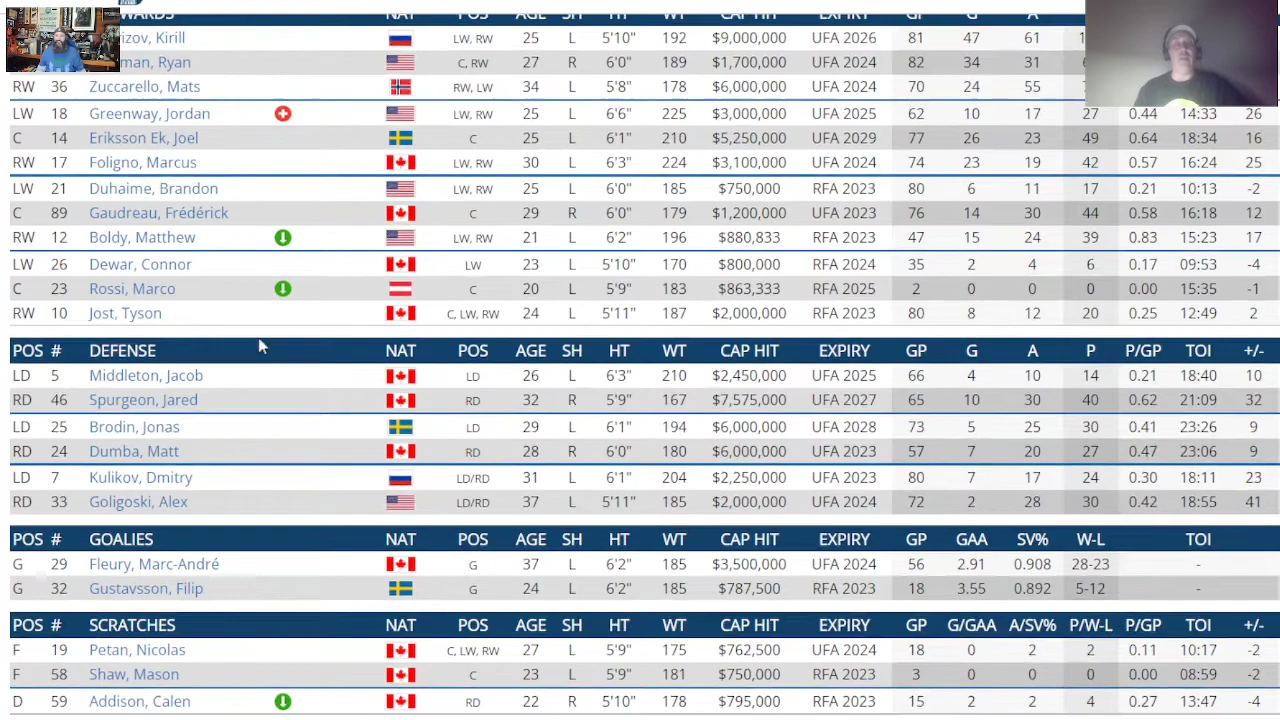 WARDS NAT POS AGE SH HT WT CAP HIT EXPIRY GP G A
rizov, Kirill LW, RW 25 L 5'10" 192 $9,000,000 UFA 2026 81 47 61
man, Ryan C, RW 27 R 6'0" 189 $1,700,000 UFA 2024 82 34 31
RW 36 Zuccarello, Mats RW, LW 34 L 5'8" 178 $6,000,000 UFA 2024 70 24 55
LW 18 Greenway, Jordan LW, RW 25 L 6'6" 225 $3,000,000 UFA 2025 62 10 17 27 0.44 14:33 26
C 14 Eriksson Ek, Joel C 25 L 6'1" 210 $5,250,000 UFA 2029 77 26 23 49 0.64 18:34 16
RW 17 Foligno, Marcus LW, RW 30 L 6'3" 224 $3,100,000 UFA 2024 74 23 19 42 0.57 16:24 25
LW 21 Duhaime, Brandon LW, RW 25 L 6'0" 185 $750,000 RFA 2023 80 6 11 17 0.21 10:13 -2
C 89 Gaudreau, Frédérick C 29 R 6'0" 179 $1,200,000 UFA 2023 76 14 30 44 0.58 16:18 12
RW 12 Boldy, Matthew LW, RW 21 L 6'2" 196 $880,833 RFA 2023 47 15 24 39 0.83 15:23 17
LW 26 Dewar, Connor LW 23 L 5'10" 170 $800,000 RFA 2024 35 2 4 6 0.17 09:53 -4
C 23 Rossi, Marco C 20 L 5'9" 183 $863,333 RFA 2025 2 0 0 0 0.00 15:35 -1
RW 10 Jost, Tyson C, LW, RW 24 L 5'11" 187 $2,000,000 RFA 2023 80 8 12 20 0.25 12:49 2
POS # DEFENSE NAT POS AGE SH HT WT CAP HIT EXPIRY GP G A P P/GP TOI +/-
LD 5 Middleton, Jacob LD 26 L 6'3" 210 $2,450,000 UFA 2025 66 4 10 0.21 18:40 10
RD 46 Spurgeon, Jared RD 32 R 5'9" 167 $7,575,000 UFA 2027 65 10 30 40 0.62 21:09 32
LD 25 Brodin, Jonas LD 29 L 6'1" 194 $6,000,000 UFA 2028 73 5 25 30 0.41 23:26 9
RD 24 Dumba, Matt RD 28 R 6'0" 180 $6,000,000 UFA 2023 57 7 20 27 0.47 23:06 9
LD 7 Kulikov, Dmitry LD/RD 31 L 6'1" 204 $2,250,000 UFA 2023 80 7 17 24 0.30 18:11 23
RD 33 Goligoski, Alex LD/RD 37 L 5'11" 185 $2,000,000 UFA 2024 72 2 28 30 0.42 18:55 41
POS # GOALIES NAT POS AGE SH HT WT CAP HIT EXPIRY GP GAA SV% W-L TOI
G 29 Fleury, Marc-André G 37 L 6'2" 185 $3,500,000 UFA 2024 56 2.91 0.908 28-23 -
G 32 Gustavsson, Filip G 24 L 6'2" 185 $787,500 RFA 2023 18 3.55 0.892 5-12 -
POS # SCRATCHES NAT POS AGE SH HT WT CAP HIT EXPIRY GP G/GAA A/SV% P/W-L P/GP TOI +/-
F 19 Petan, Nicolas C, LW, RW 27 L 5'9" 175 $762,500 UFA 2024 18 0 2 2 0.11 10:17 -2
F 58 Shaw, Mason C 23 L 5'9" 181 $750,000 RFA 2023 3 0 0 0 0.00 08:59 -2
D 59 Addison, Calen RD 22 R 5'10" 178 $795,000 RFA 2023 15 2 2 4 0.27 13:47 -4